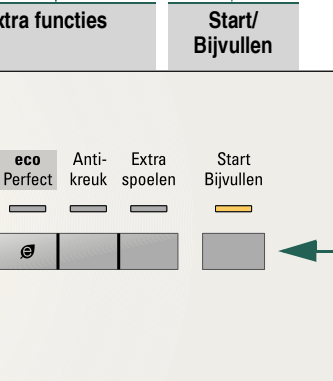 xtra functies
Start/
Bijvullen
eco
Perfect
Anti-
kreuk
Extra
spoelen
Start
Bijvullen